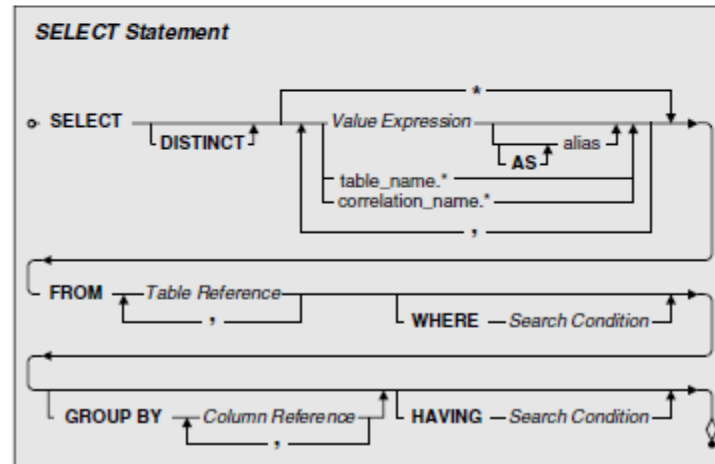 SELECT Statement
*
SELECT DISTINCT Value Expression AS alias
table_name.*
correlation_name.*
,
FROM Table Reference , WHERE Search Condition
GROUP BY Column Reference , HAVING Search Condition